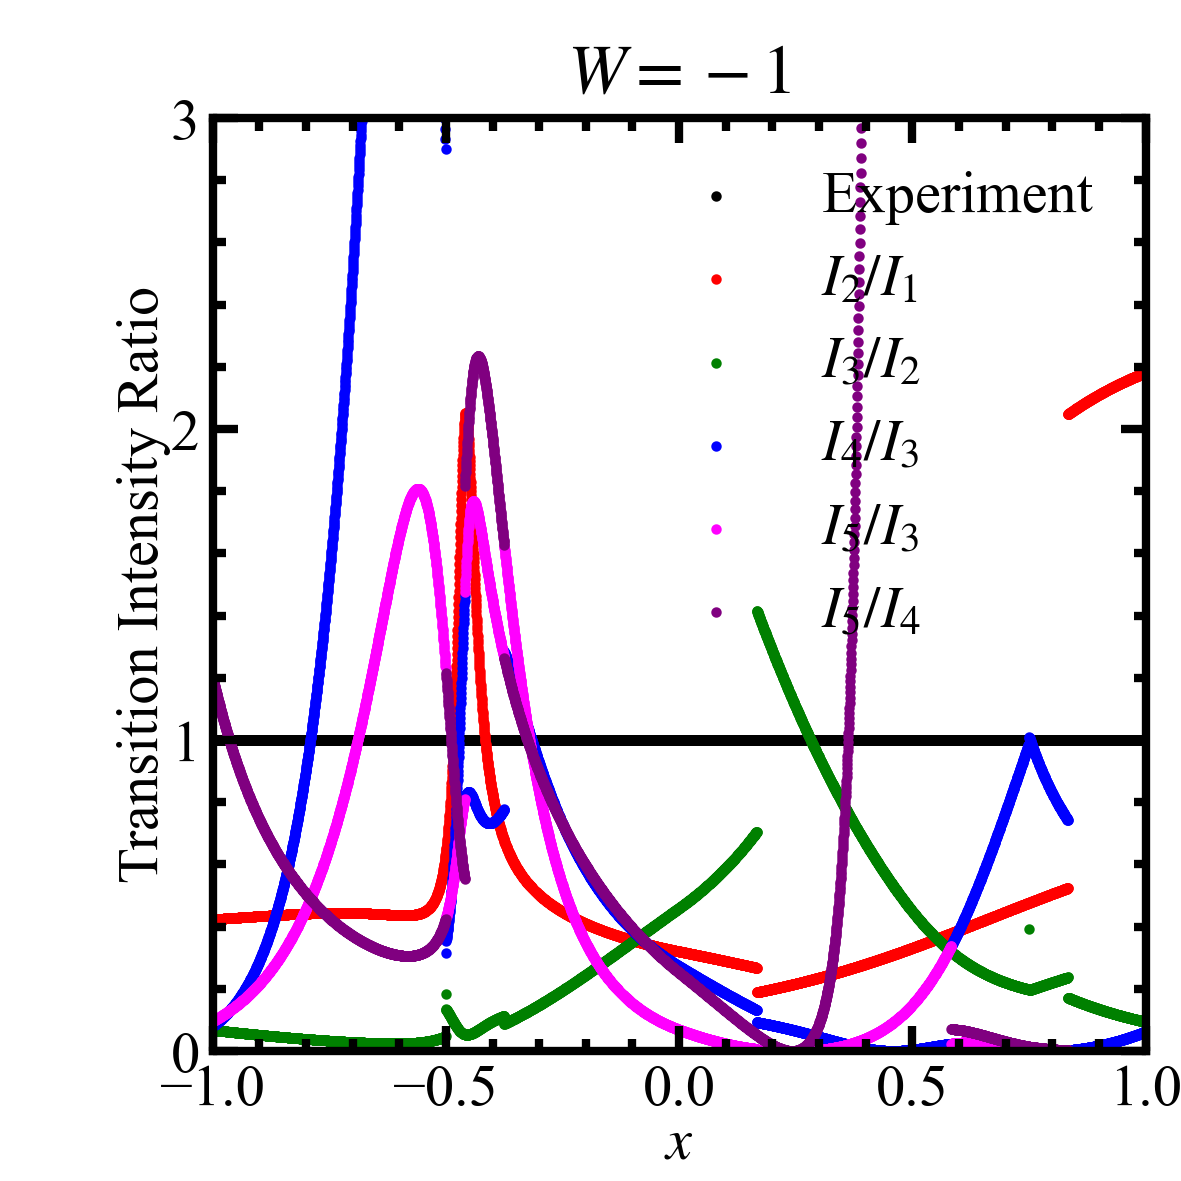 W = − 1
Transition Intensity Ratio
3
2
1
0
Experiment
I2/I1
I3/I2
I4/I3
I5/I3
I5/I4
−1.0 −0.5 0.0 0.5 1.0
x